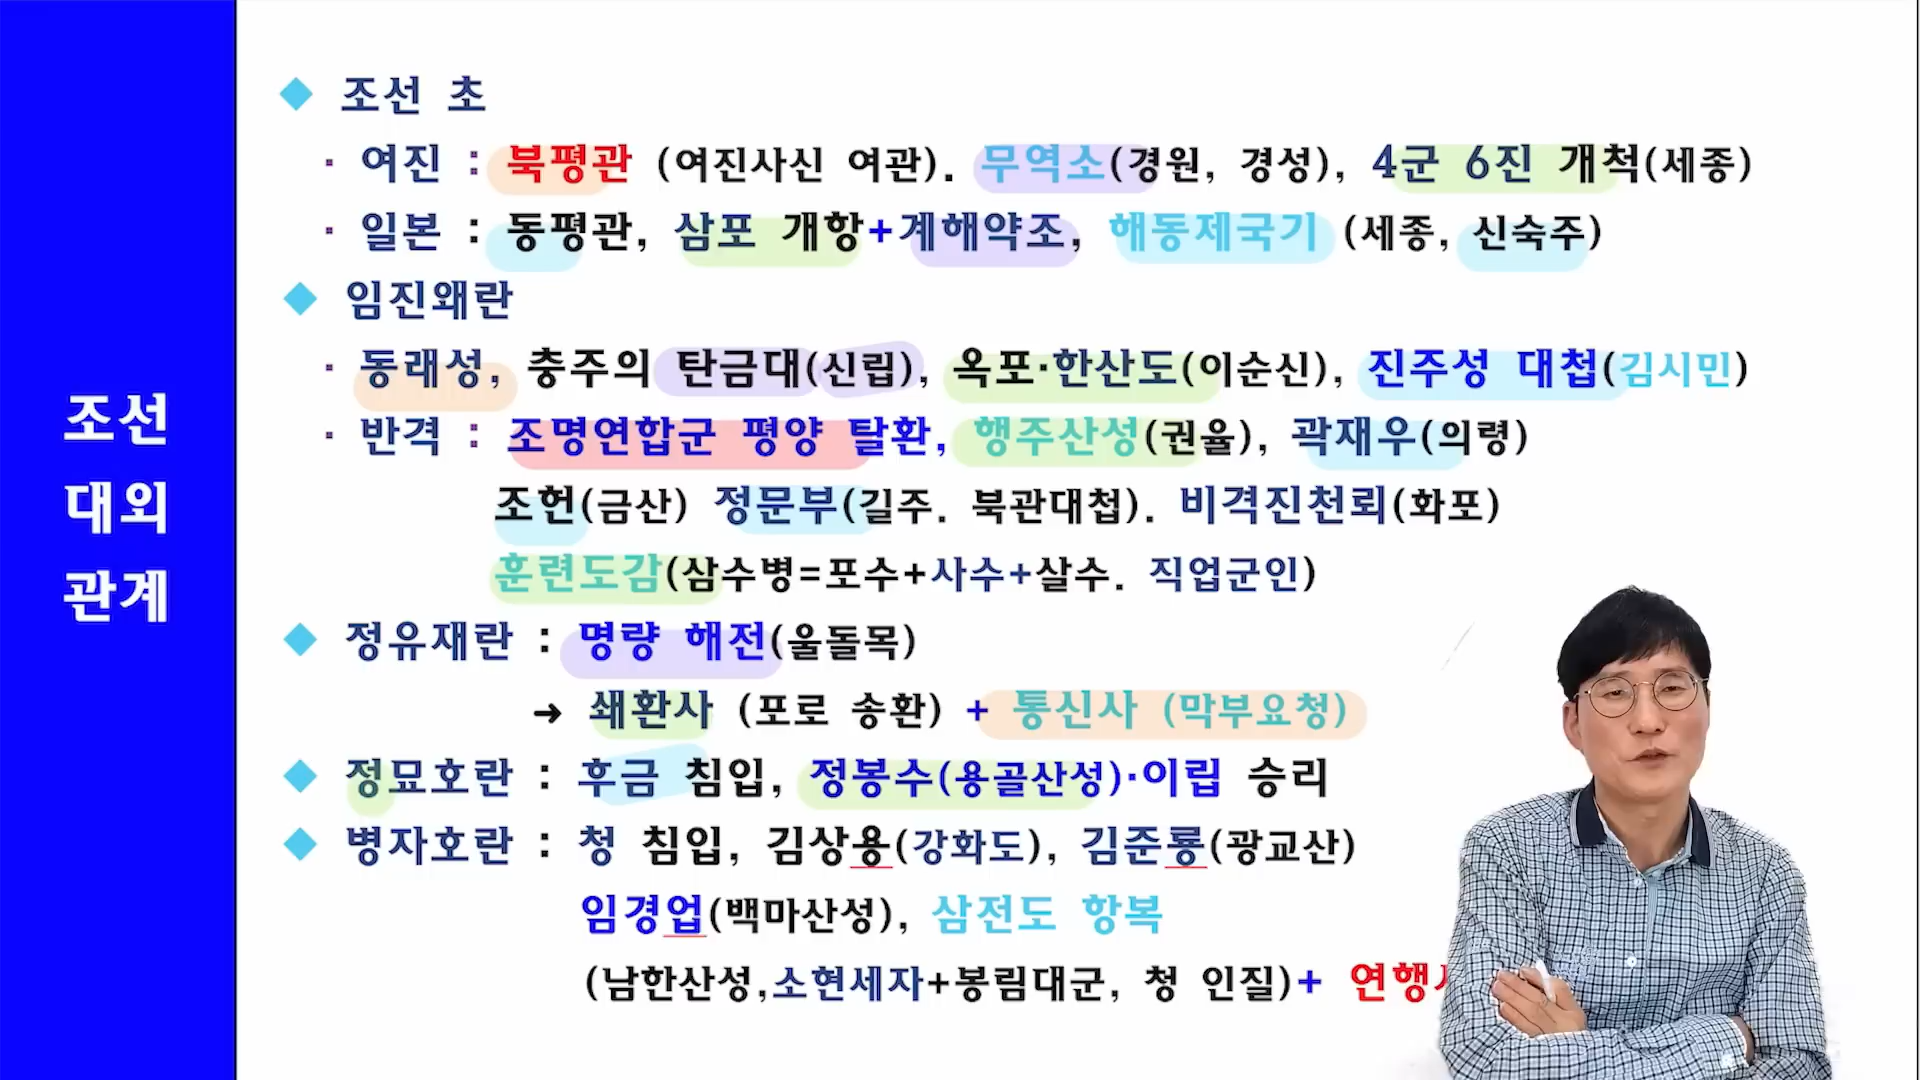 조선
대외
관계
조선 초
· 여진 : 북평관 (여진사신 여관). 무역소(경원, 경성), 4군 6진 개척(세종)
· 일본 : 동평관, 삼포 개항+계해약조, 해동제국기 (세종, 신숙주)
임진왜란
· 동래성, 충주의 탄금대(신립), 옥포·한산도(이순신), 진주성 대첩(김시민)
· 반격 : 조명연합군 평양 탈환, 행주산성(권율), 곽재우(의령)
조헌(금산) 정문부(길주. 북관대첩). 비격진천뢰(화포)
훈련도감(삼수병=포수+사수+살수. 직업군인)
정유재란 : 명량 해전(울돌목)
→ 쇄환사 (포로 송환) + 통신사 (막부요청)
정묘호란 : 후금 침입, 정봉수(용골산성)·이립 승리
병자호란 : 청 침입, 김상용(강화도), 김준룡(광교산)
임경업(백마산성), 삼전도 항복
(남한산성,소현세자+봉림대군, 청 인질)+ 연행